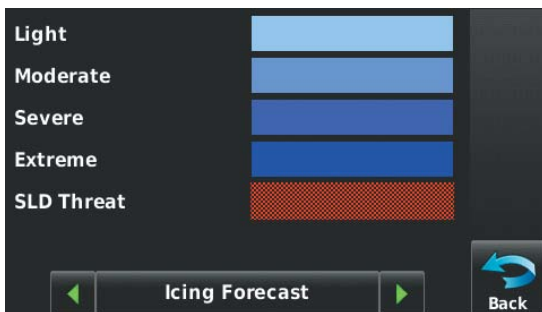 Light
Moderate
Severe
Extreme
SLD Threat
Icing Forecast
Back